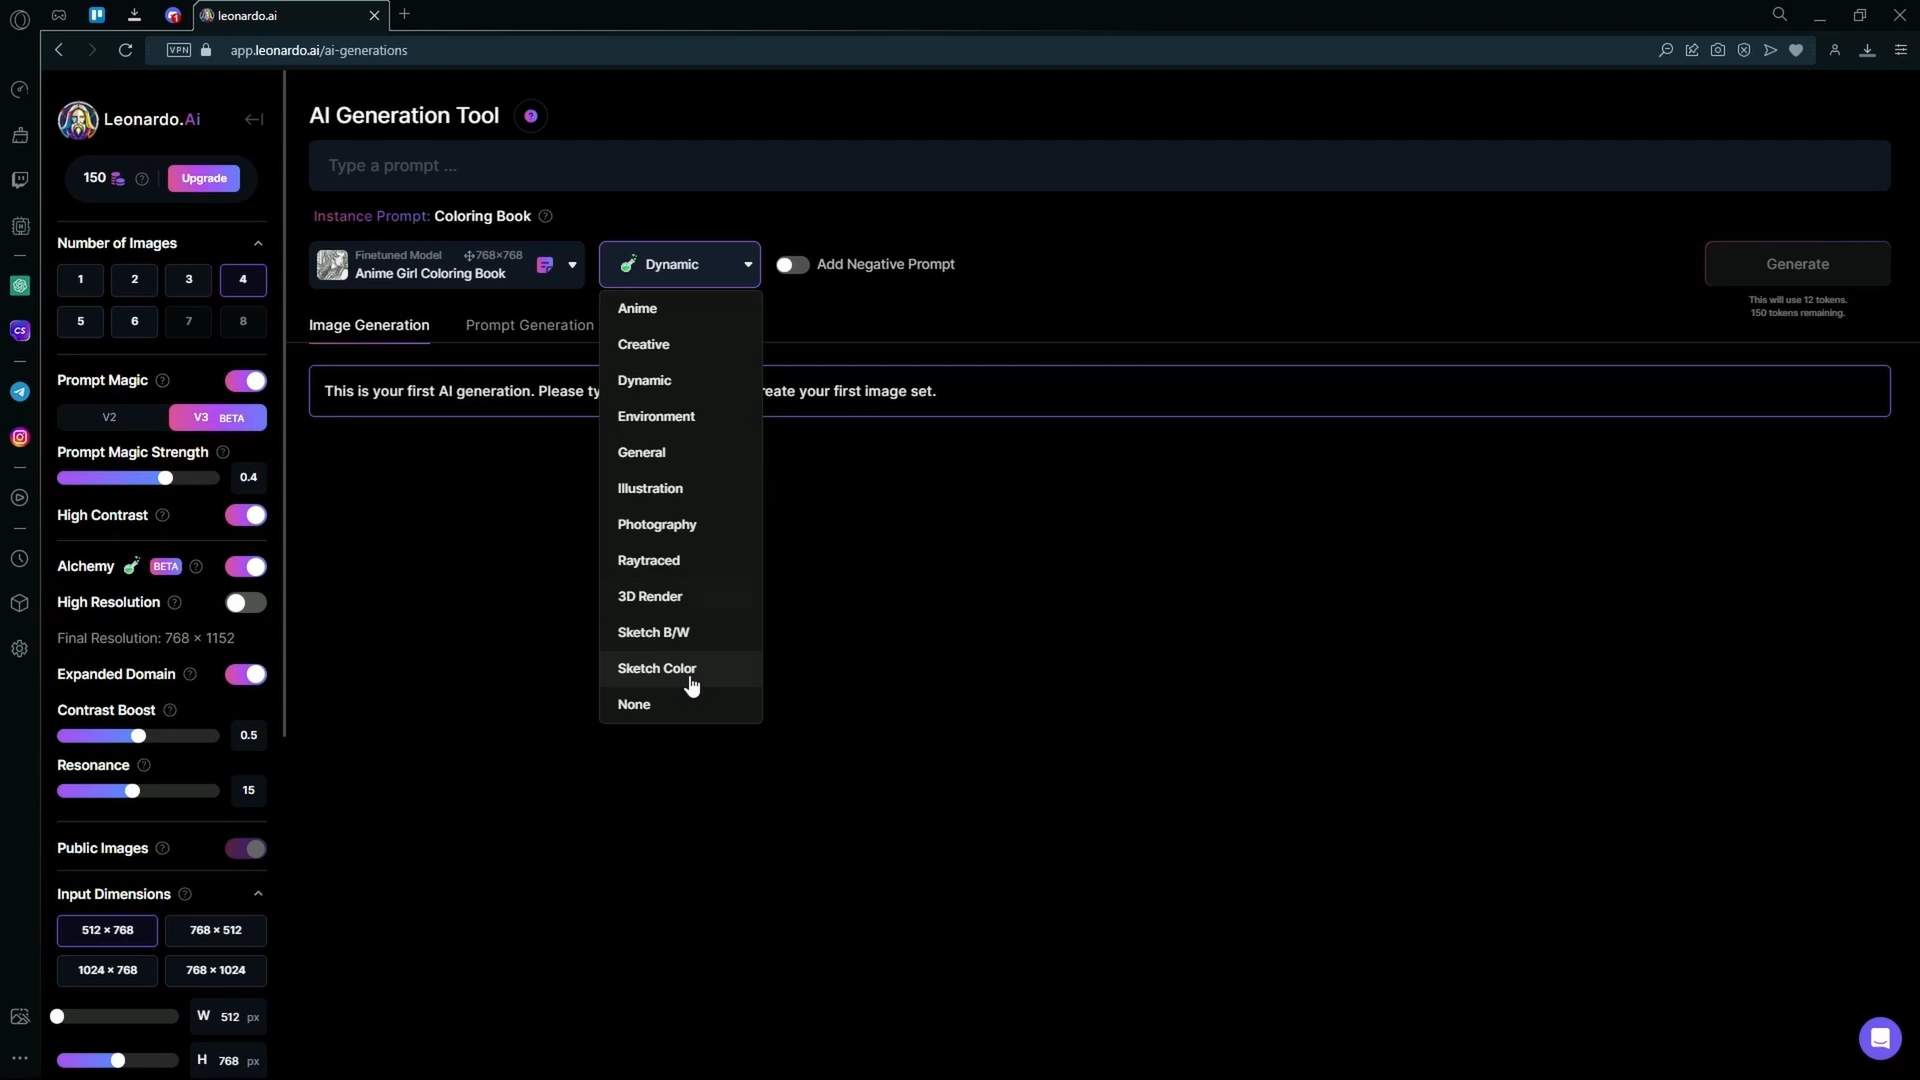 leonardo.ai
VPN
app.leonardo.ai/ai-generations
Leonardo.Ai
150
Upgrade
Number of Images
1 2 3 4
5 6 7 8
Prompt Magic
V2 V3 BETA
Prompt Magic Strength
0.4
High Contrast
Alchemy BETA
High Resolution
Final Resolution: 768 × 1152
Expanded Domain
Contrast Boost
0.5
Resonance
15
Public Images
Input Dimensions
512 × 768 768 × 512
1024 × 768 768 × 1024
W 512 px
H 768 px
CS
AI Generation Tool ?
Type a prompt ...
Instance Prompt: Coloring Book
Finetuned Model 768×768
Anime Girl Coloring Book
Dynamic
Add Negative Prompt
Generate
This will use 12 tokens.
150 tokens remaining.
Image Generation Prompt Generation
This is your first AI generation. Please ty
reate your first image set.
Anime
Creative
Dynamic
Environment
General
Illustration
Photography
Raytraced
3D Render
Sketch B/W
Sketch Color
None